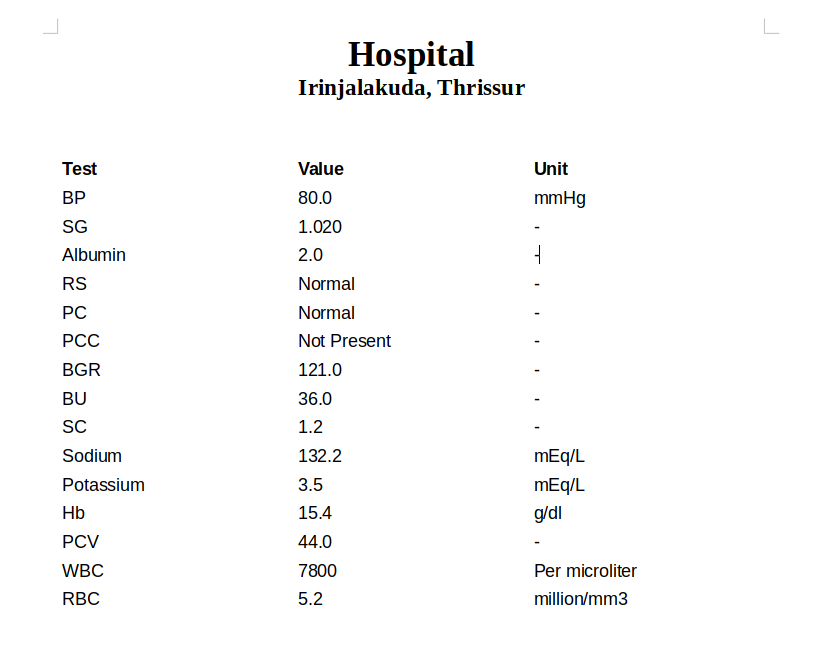 Hospital
Irinjalakuda, Thrissur
Test Value Unit
BP 80.0 mmHg
SG 1.020 -
Albumin 2.0 -
RS Normal -
PC Normal -
PCC Not Present -
BGR 121.0 -
BU 36.0 -
SC 1.2 -
Sodium 132.2 mEq/L
Potassium 3.5 mEq/L
Hb 15.4 g/dl
PCV 44.0 -
WBC 7800 Per microliter
RBC 5.2 million/mm3